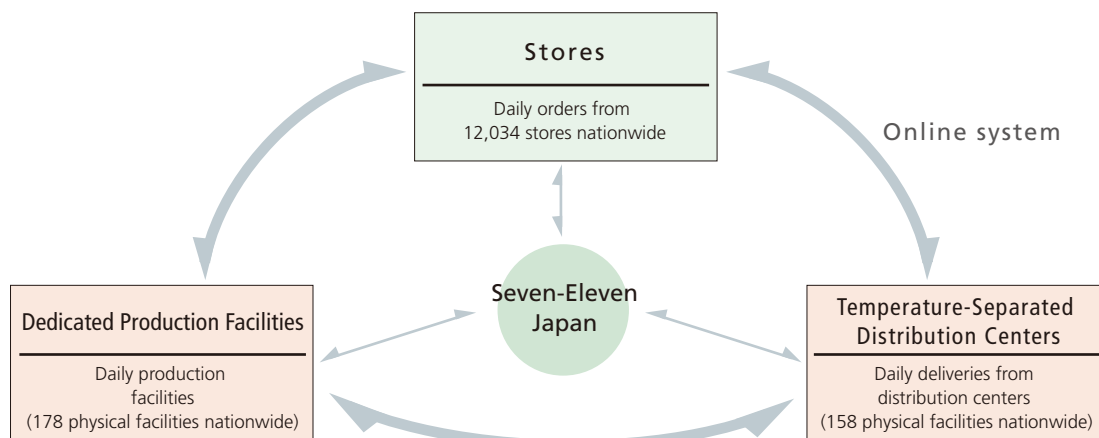 Stores
Daily orders from
12,034 stores nationwide
Online system
Seven-Eleven
Japan
Dedicated Production Facilities
Daily production
facilities
(178 physical facilities nationwide)
Temperature-Separated
Distribution Centers
Daily deliveries from
distribution centers
(158 physical facilities nationwide)